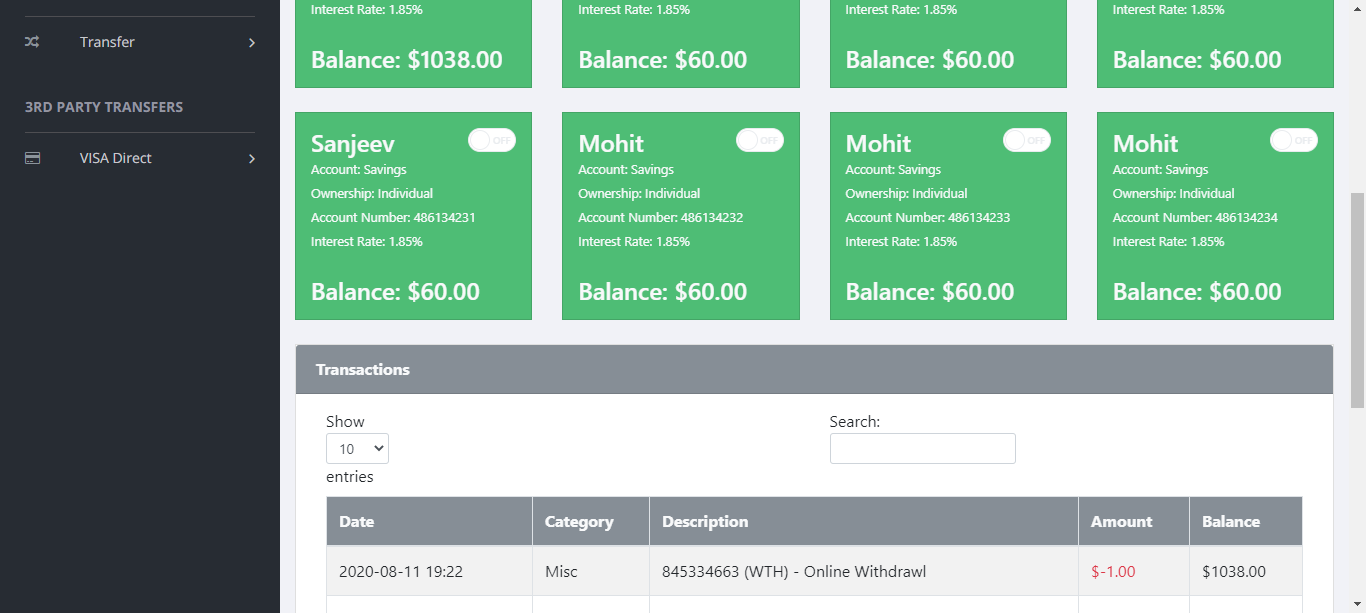 Transfer
3RD PARTY TRANSFERS
VISA Direct
Interest Rate: 1.85%
Balance: $1038.00
Interest Rate: 1.85%
Balance: $60.00
Interest Rate: 1.85%
Balance: $60.00
Interest Rate: 1.85%
Balance: $60.00
Sanjeev
OFF
Account: Savings
Ownership: Individual
Account Number: 486134231
Interest Rate: 1.85%
Balance: $60.00
Mohit
OFF
Account: Savings
Ownership: Individual
Account Number: 486134232
Interest Rate: 1.85%
Balance: $60.00
Mohit
OFF
Account: Savings
Ownership: Individual
Account Number: 486134233
Interest Rate: 1.85%
Balance: $60.00
Mohit
OFF
Account: Savings
Ownership: Individual
Account Number: 486134234
Interest Rate: 1.85%
Balance: $60.00
Transactions
Show
10
entries
Search:
Date Category Description Amount Balance
2020-08-11 19:22 Misc 845334663 (WTH) - Online Withdrawl $-1.00 $1038.00